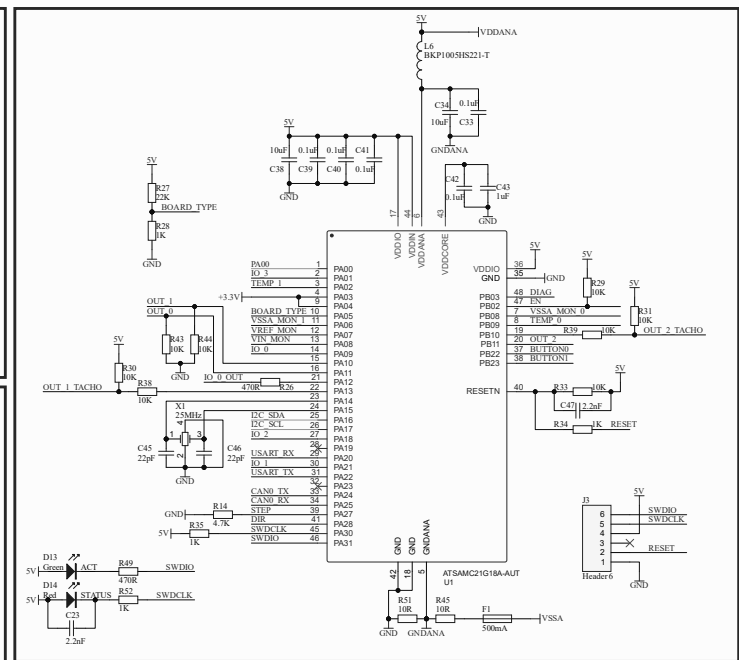 5V
VDDANA
L6
BKP1005HS221-T
C34
10uF
0.1uF
C33
GNDANA
5V
10uF
C38
0.1uF
C39
0.1uF
C40
C41
0.1uF
GND
C42
0.1uF
C43
1uF
GND
5V
R27
22K
BOARD_TYPE
R28
1K
GND
17
44
6
43
VDDIO
VDDIN
VDDANA
VDDCORE
PA00 1 PA00
IO_3 2 PA01
TEMP_1 3 PA02
+3.3V 4 PA03
9 PA04
BOARD_TYPE 10 PA05
VSSA_MON_1 11 PA06
VREF_MON 12 PA07
VIN_MON 13 PA08
IO_0 14 PA09
15 PA10
16 PA11
IO_0_OUT 470R R26 21 PA12
22 PA13
23 PA14
24 PA15
I2C_SDA 25 PA16
I2C_SCL 26 PA17
IO_2 27 PA18
28 PA19
USART_RX 29 PA20
IO_1 30 PA21
USART_TX 31 PA22
32 PA23
CAN0_TX 33 PA24
CAN0_RX 34 PA25
STEP 39 PA27
DIR 41 PA28
SWDCLK 45 PA30
SWDIO 46 PA31
OUT_1
OUT_0
R43
10K
R44
10K
GND
5V
R30
10K
OUT_1_TACHO
R38
10K
X1
25MHz
1
4
3
2
C45
22pF
C46
22pF
GND
GND
R14
4.7K
5V
R35
1K
VDDIO 36
GND 35 GND
PB03 48 DIAG
PB02 47 EN
PB08 7 VSSA_MON_0
PB09 8 TEMP_0
PB10 19
PB11 20 OUT_2
PB22 37 BUTTON0
PB23 38 BUTTON1
RESETN 40
5V
R29
10K
5V
R31
10K
R39
10K
OUT_2_TACHO
5V
R33
10K
C47
2.2nF
R34
1K
RESET
GND
GND
GNDANA
42
18
5
ATSAMC21G18A-AUT
U1
R51
10R
R45
10R
F1
500mA
VSSA
GND
GNDANA
J3
5V
6 SWDIO
5 SWDCLK
4
3
2 RESET
1
Header 6
GND
D13
Green
5V
ACT
R49
470R
SWDIO
D14
Red
5V
STATUS
R52
1K
SWDCLK
C23
2.2nF